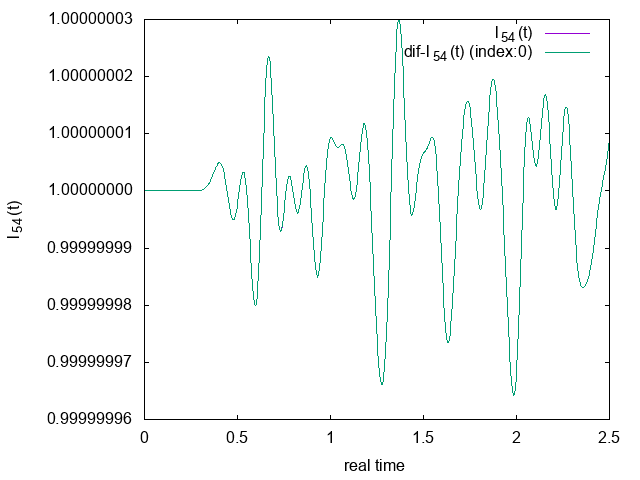 1.00000003
1.00000002
1.00000001
1.00000000
0.99999999
0.99999998
0.99999997
0.99999996
I54(t)
I54(t)
dif-I54(t) (index:0)
0 0.5 1 1.5 2 2.5
real time